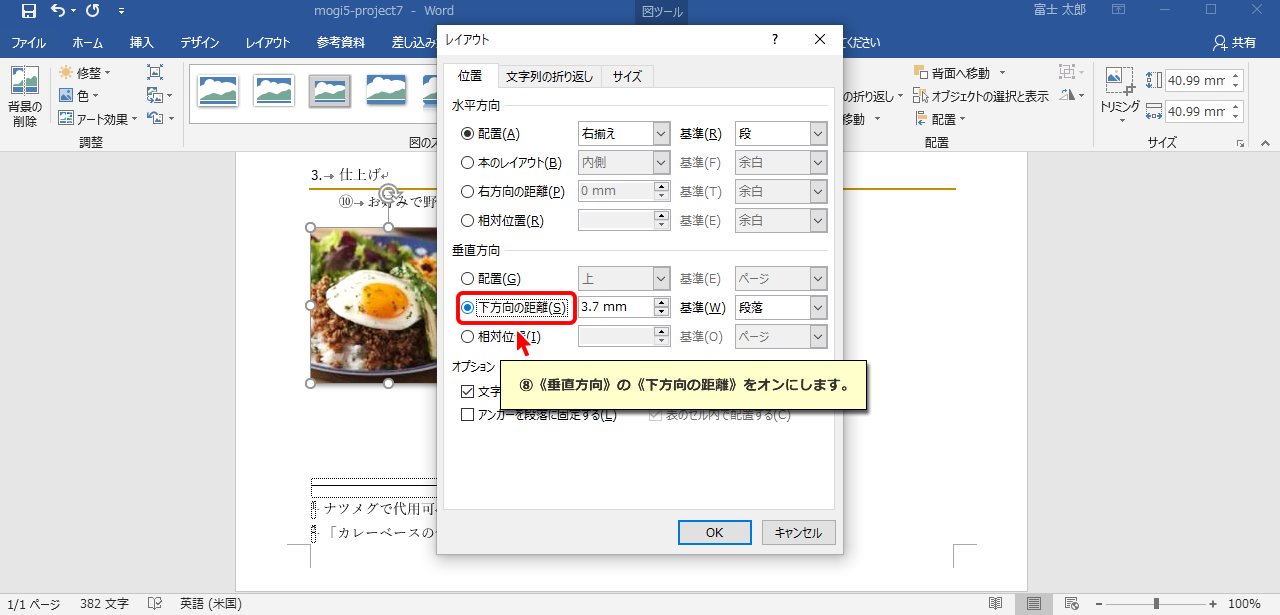 mogi5-project7 - Word
図ツール
富士 太郎
ファイル ホーム 挿入 デザイン レイアウト 参考資料 差し込み
ください
共有
背景の
削除
修整
色
アート効果
調整
図のス
背面へ移動
の折り返し オブジェクトの選択と表示
移動 配置
配置
トリミング
40.99 mm
40.99 mm
サイズ
レイアウト
?
位置 文字列の折り返し サイズ
水平方向
配置(A) 右揃え 基準(R) 段
本のレイアウト(B) 内側 基準(F) 余白
右方向の距離(P) 0 mm 基準(T) 余白
相対位置(R) 基準(E) 余白
垂直方向
配置(G) 上 基準(E) ページ
下方向の距離(S) 3.7 mm 基準(W) 段落
相対位 (I) 基準(O) ページ
オプション
文字
アンカーを段落に固定する(L) 表のセル内で配置する(C)
⑧《垂直方向》の《下方向の距離》をオンにします。
OK キャンセル
3.→ 仕上げ↵
⑩→ お好みで野
ナツメグで代用可
「カレーベースの
1/1 ページ 382 文字 英語 (米国)
100%